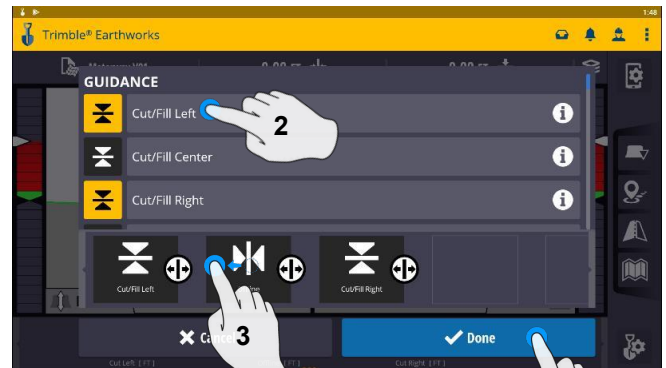 1:48
Trimble® Earthworks
GUIDANCE
Cut/Fill Left
2
Cut/Fill Center
Cut/Fill Right
Cut/Fill Left
Cut/Fill Right
3
Done
Cut Left [FT]
Cut Right [FT]